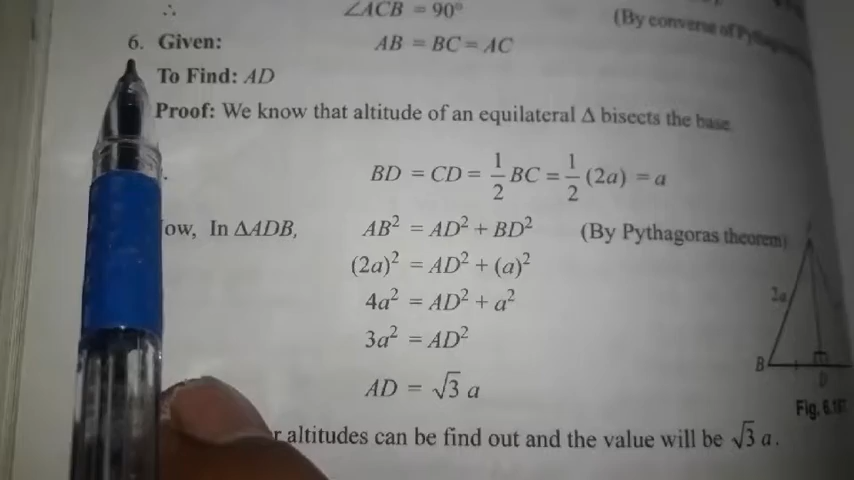 ∴ ∠ACB = 90°
(By converse of Pythagoras
6. Given: AB = BC = AC
To Find: AD
Proof: We know that altitude of an equilateral Δ bisects the base
BD = CD = 1/2 BC = 1/2 (2a) = a
ow, In ΔADB, AB² = AD² + BD² (By Pythagoras theorem)
(2a)² = AD² + (a)²
4a² = AD² + a²
3a² = AD²
AD = √3 a
2a
B
D
Fig. 6.
r altitudes can be find out and the value will be √3 a.